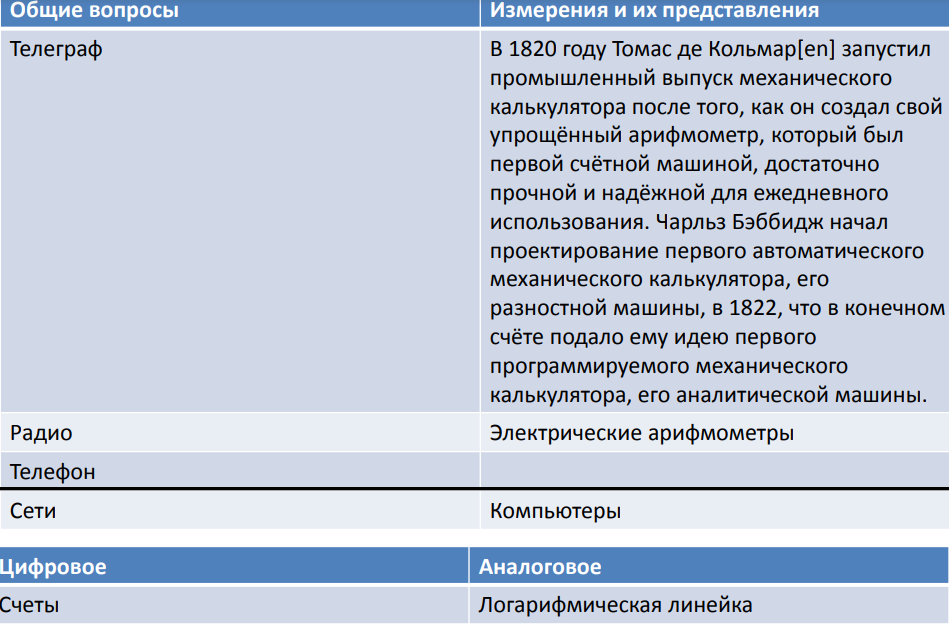 Общие вопросы
Измерения и их представления
Телеграф
В 1820 году Томас де Кольмар[en] запустил
промышленный выпуск механического
калькулятора после того, как он создал свой
упрощённый арифмометр, который был
первой счётной машиной, достаточно
прочной и надёжной для ежедневного
использования. Чарльз Бэббидж начал
проектирование первого автоматического
механического калькулятора, его
разностной машины, в 1822, что в конечном
счёте подало ему идею первого
программируемого механического
калькулятора, его аналитической машины.
Радио
Электрические арифмометры
Телефон
Сети
Компьютеры
Цифровое
Аналоговое
Счеты
Логарифмическая линейка